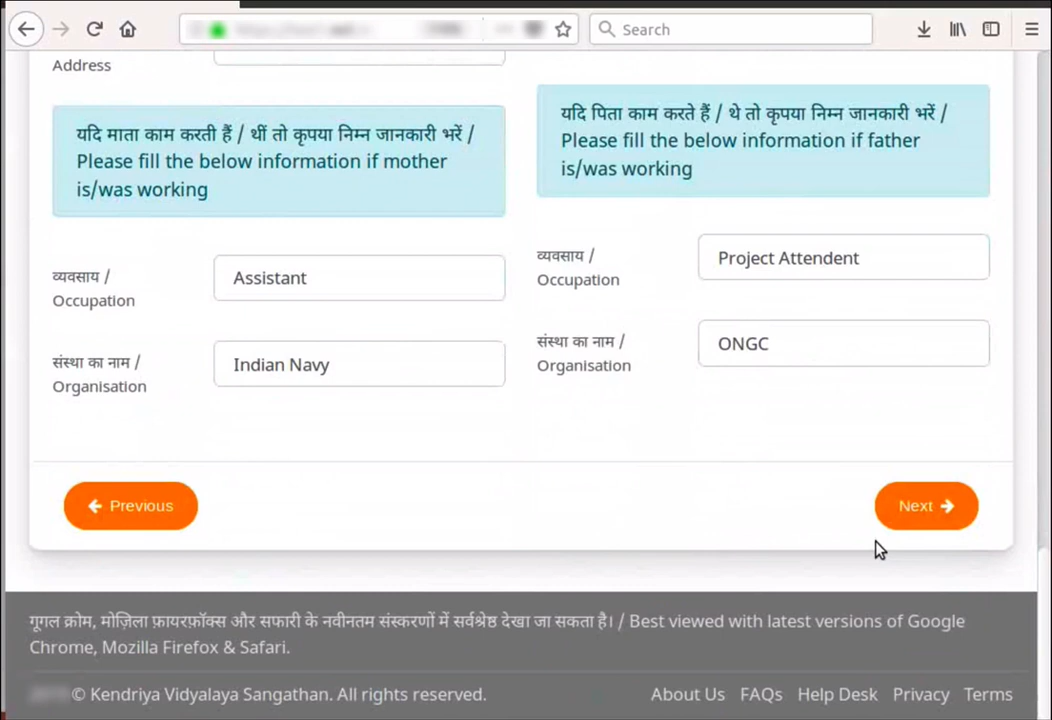 Search
Address
यदि माता काम करती हैं / थीं तो कृपया निम्न जानकारी भरें /
Please fill the below information if mother
is/was working
व्यवसाय /
Occupation
Assistant
संस्था का नाम /
Organisation
Indian Navy
यदि पिता काम करते हैं / थे तो कृपया निम्न जानकारी भरें /
Please fill the below information if father
is/was working
व्यवसाय /
Occupation
Project Attendent
संस्था का नाम /
Organisation
ONGC
Previous
Next
गूगल क्रोम, मोज़िला फ़ायरफ़ॉक्स और सफारी के नवीनतम संस्करणों में सर्वश्रेष्ठ देखा जा सकता है। / Best viewed with latest versions of Google
Chrome, Mozilla Firefox & Safari.
© Kendriya Vidyalaya Sangathan. All rights reserved.
About Us FAQs Help Desk Privacy Terms